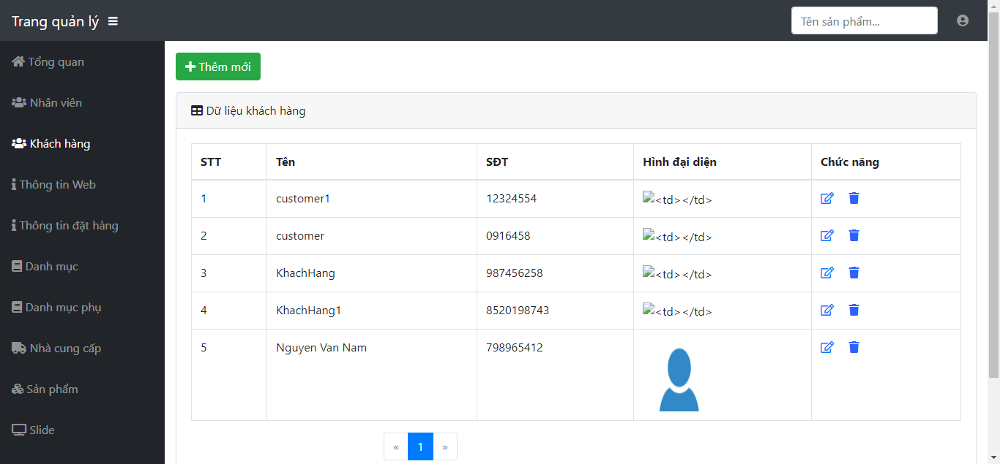 Trang quản lý
Tên sản phẩm...
Tổng quan
Nhân viên
Khách hàng
Thông tin Web
Thông tin đặt hàng
Danh mục
Danh mục phụ
Nhà cung cấp
Sản phẩm
Slide
Thêm mới
Dữ liệu khách hàng
STT Tên SĐT Hình đại diện Chức năng
1 customer1 12324554 <td></td>
2 customer 0916458 <td></td>
3 KhachHang 987456258 <td></td>
4 KhachHang1 8520198743 <td></td>
5 Nguyen Van Nam 798965412
« 1 »